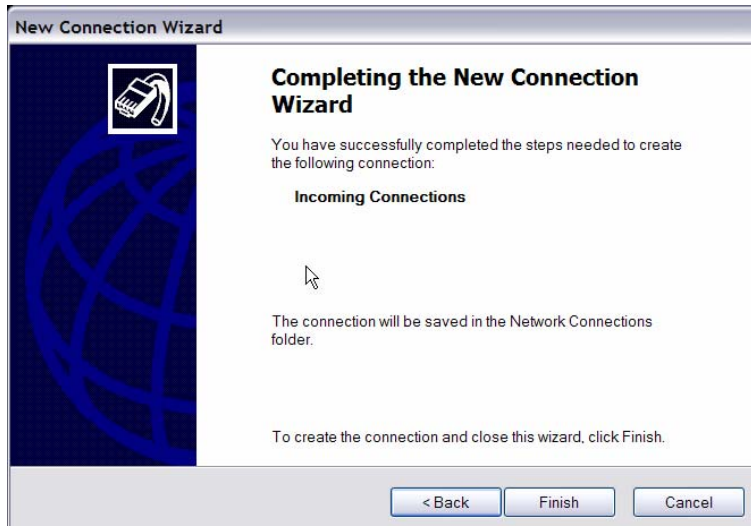 New Connection Wizard
Completing the New Connection
Wizard
You have successfully completed the steps needed to create
the following connection:
Incoming Connections
The connection will be saved in the Network Connections
folder.
To create the connection and close this wizard, click Finish.
< Back Finish Cancel